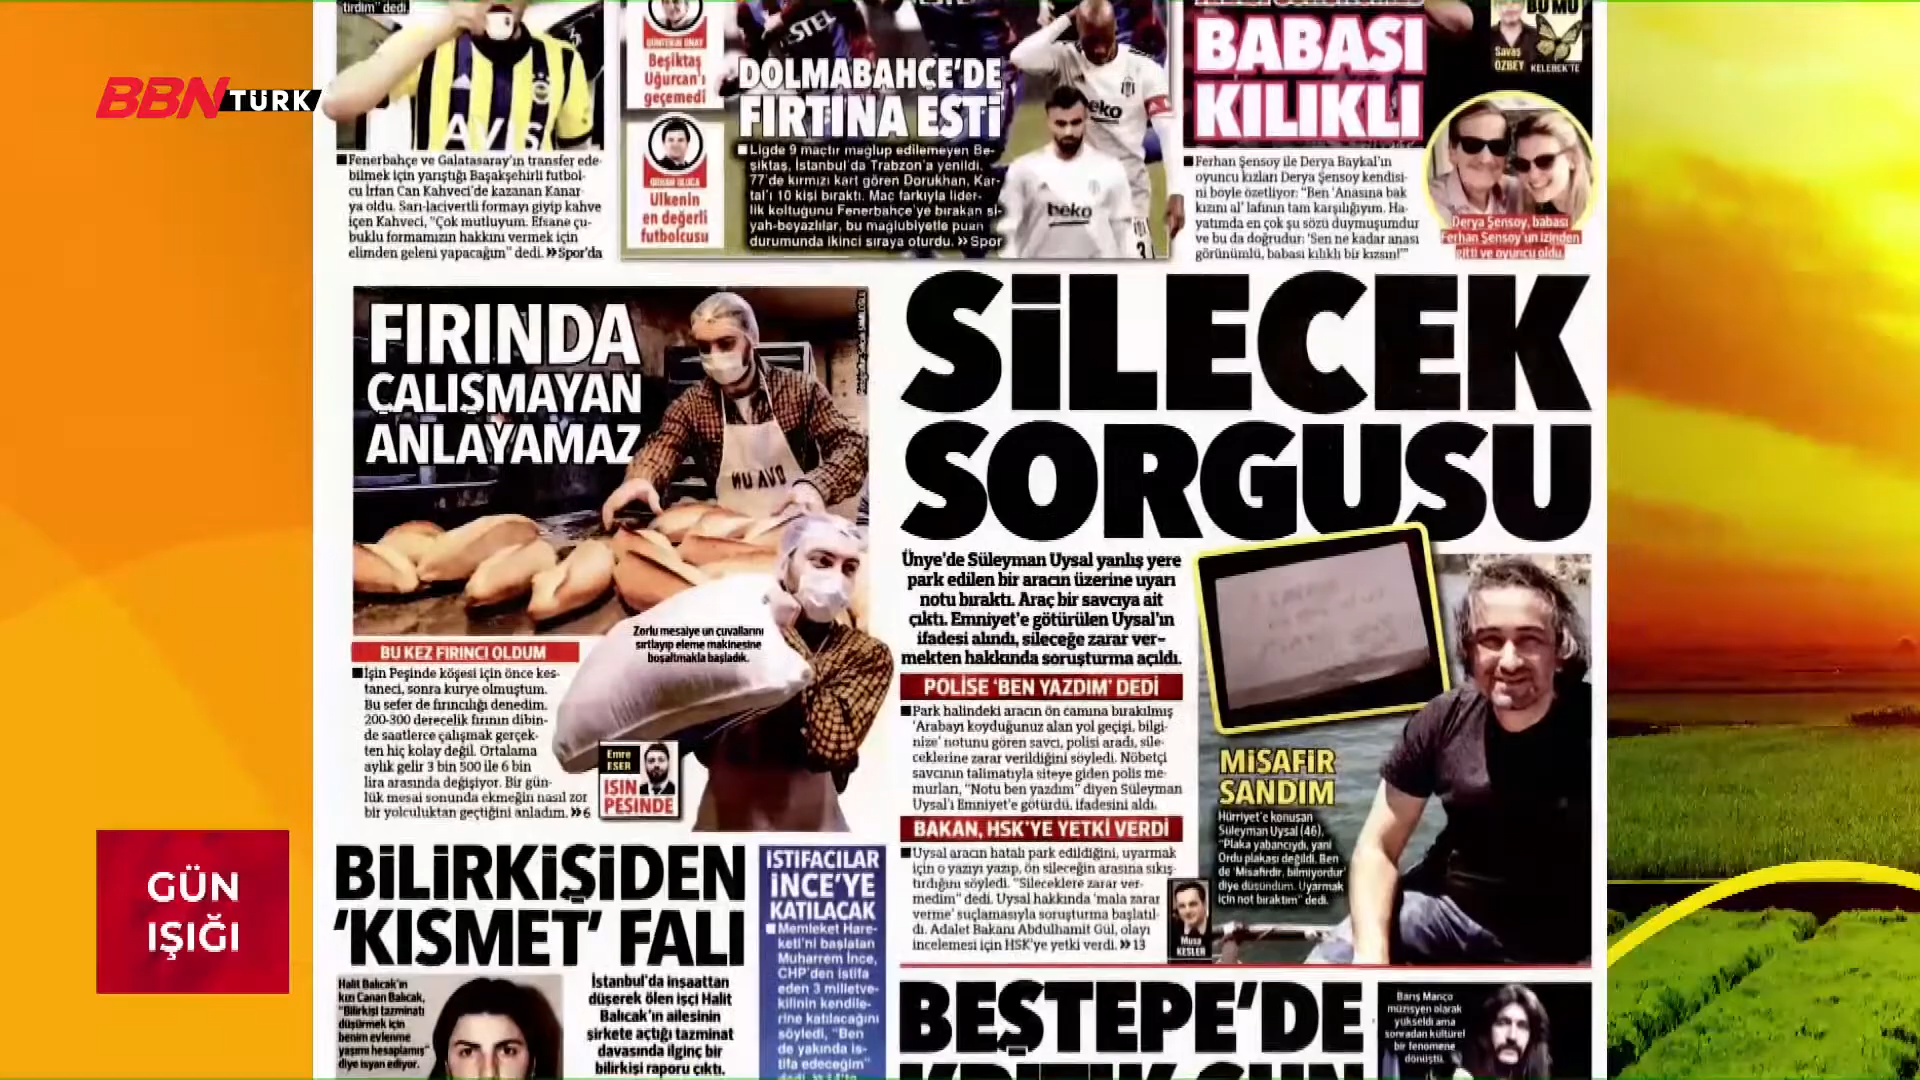 tirdim" dedi.
BBN TÜRK
GÜNTEKİN ONAY
Beşiktaş
Uğurcan'ı
geçemedi
Ülkenin
en değerli
futbolcusu
DOLMABAHÇE'DE
FIRTINA ESTİ
■Ligde 9 maçtır mağlup edilemeyen Be-
şiktaş, İstanbul'da Trabzon'a yenildi.
77'de kırmızı kart gören Dorukhan, Kar-
tal'ı 10 kişi bıraktı. Maç farkıyla lider-
lik koltuğunu Fenerbahçe'ye bırakan si-
yah-beyazlılar, bu mağlubiyetle puan
durumunda ikinci sıraya oturdu. »Spor
beko
beko
AVIS
■Fenerbahçe ve Galatasaray'ın transfer ede-
bilmek için yarıştığı Başakşehirli futbol-
cu İrfan Can Kahveci'de kazanan Kanar-
ya oldu. Sarı-lacivertli formayı giyip kahve
içen Kahveci, "Çok mutluyum. Efsane çu-
buklu formamızın hakkını vermek için
elimden geleni yapacağım" dedi. »Spor'da
BABASI
KILIKLI
BU MU
Savaş
ÖZBEY
KELEBEK'TE
■Ferhan Şensoy ile Derya Baykal'ın
oyuncu kızları Derya Şensoy kendisi-
ni böyle özetliyor: "Ben 'Anasına bak
kızını al' lafının tam karşılığıyım. Ha-
yatımda en çok şu sözü duymuşumdur
ve bu da doğrudur: 'Sen ne kadar anası
görünümlü, babası kılıklı bir kızsın!'"
Derya Şensoy, babası
Ferhan Şensoy'un izinden
gitti ve oyuncu oldu.
FIRINDA
ÇALIŞMAYAN
ANLAYAMAZ
Zorlu mesaiye un çuvallarını
sırtlayıp eleme makinesine
boşaltmakla başladık.
BU KEZ FIRINCI OLDUM
■İşin Peşinde köşesi için önce kes-
taneci, sonra kurye olmuştum.
Bu sefer de fırıncılığı denedim.
200-300 derecelik fırının dibin-
de saatlerce çalışmak gerçek-
ten hiç kolay değil. Ortalama
aylık gelir 3 bin 500 ile 6 bin
lira arasında değişiyor. Bir gün-
lük mesai sonunda ekmeğin nasıl zor
bir yolculuktan geçtiğini anladım. »6
Emre
ESER
İŞİN
PEŞİNDE
SİLECEK
SORGUSU
Ünye'de Süleyman Uysal yanlış yere
park edilen bir aracın üzerine uyarı
notu bıraktı. Araç bir savcıya ait
çıktı. Emniyet'e götürülen Uysal'ın
ifadesi alındı, sileceğe zarar ver-
mekten hakkında soruşturma açıldı.
POLİSE 'BEN YAZDIM' DEDİ
■Park halindeki aracın ön camına bırakılmış
'Arabayı koyduğunuz alan yol geçişi, bilgi-
nize' notunu gören savcı, polisi aradı, sile-
ceklerine zarar verildiğini söyledi. Nöbetçi
savcının talimatıyla siteye giden polis me-
murları, "Notu ben yazdım" diyen Süleyman
Uysal'ı Emniyet'e götürdü, ifadesini aldı.
BAKAN, HSK'YE YETKİ VERDİ
■Uysal aracın hatalı park edildiğini, uyarmak
için o yazıyı yazıp, ön sileceğin arasına sıkış-
tırdığını söyledi. "Sileceklere zarar ver-
medim" dedi. Uysal hakkında 'mala zarar
verme' suçlamasıyla soruşturma başlatıl-
dı. Adalet Bakanı Abdulhamit Gül, olayı
incelemesi için HSK'ye yetki verdi. »13
Musa
KESLER
MİSAFİR
SANDIM
Hürriyet'e konuşan
Süleyman Uysal (46),
"Plaka yabancıydı, yani
Ordu plakası değildi. Ben
de 'Misafirdir, bilmiyordur'
diye düşündüm. Uyarmak
için not bıraktım" dedi.
GÜN
IŞIĞI
BİLİRKİŞİDEN
'KISMET' FALI
Halit Balıcak'ın
kızı Canan Balıcak,
"Bilirkişi tazminatı
düşürmek için
benim evlenme
yaşımı hesaplamış"
diye isyan ediyor.
İstanbul'da inşaattan
düşerek ölen işçi Halit
Balıcak'ın ailesinin
şirkete açtığı tazminat
davasında ilginç bir
bilirkişi raporu çıktı.
İSTİFACILAR
İNCE'YE
KATILACAK
■Memleket Hare-
keti'ni başlatan
Muharrem İnce,
CHP'den istifa
eden 3 milletve-
kilinin kendile-
rine katılacağını
söyledi, "Ben
de yakında is-
tifa edeceğim"
BEŞTEPE'DE
KRİTİK GÜN
Barış Manço
müzisyen olarak
yükseldi ama
sonradan kültürel
bir fenomene
dönüştü.